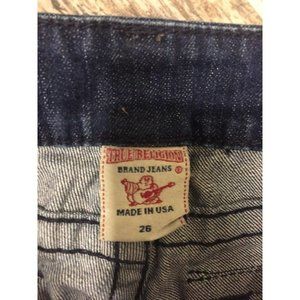 TRUE RELIGION
BRAND JEANS ®
MADE IN USA
26